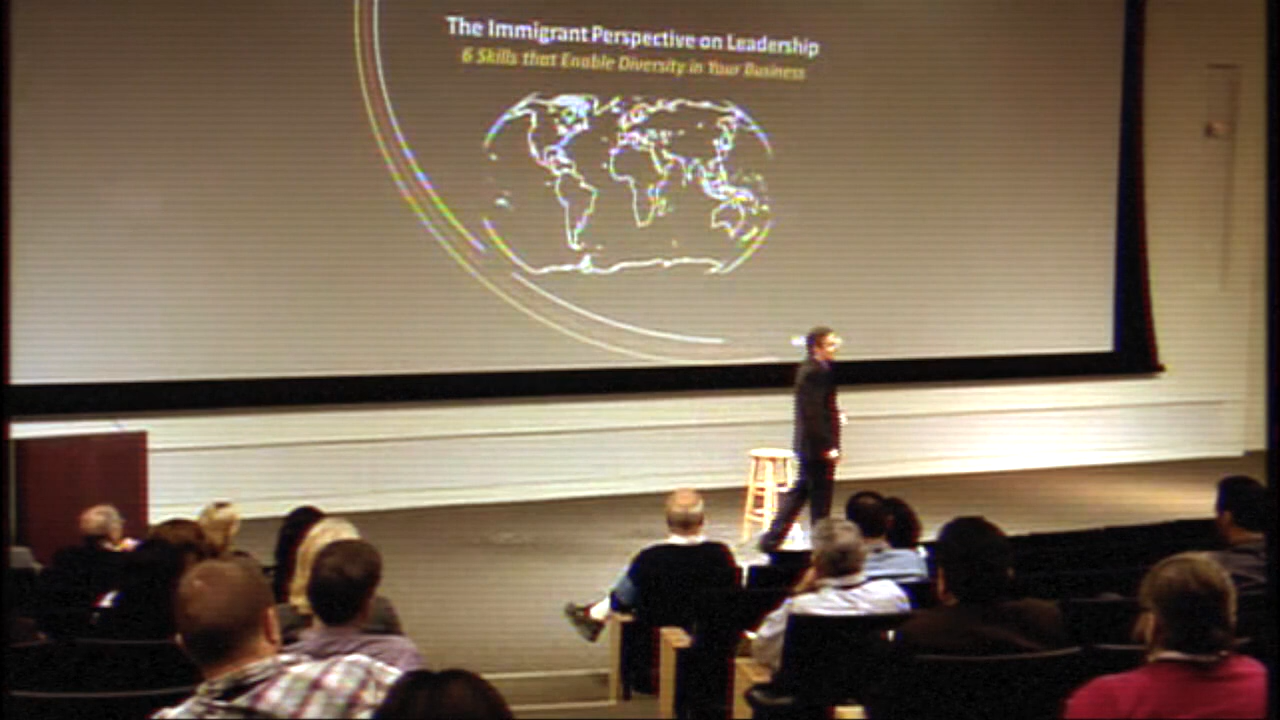 The Immigrant Perspective on Leadership
6 Skills that Enable Diversity in Your Business